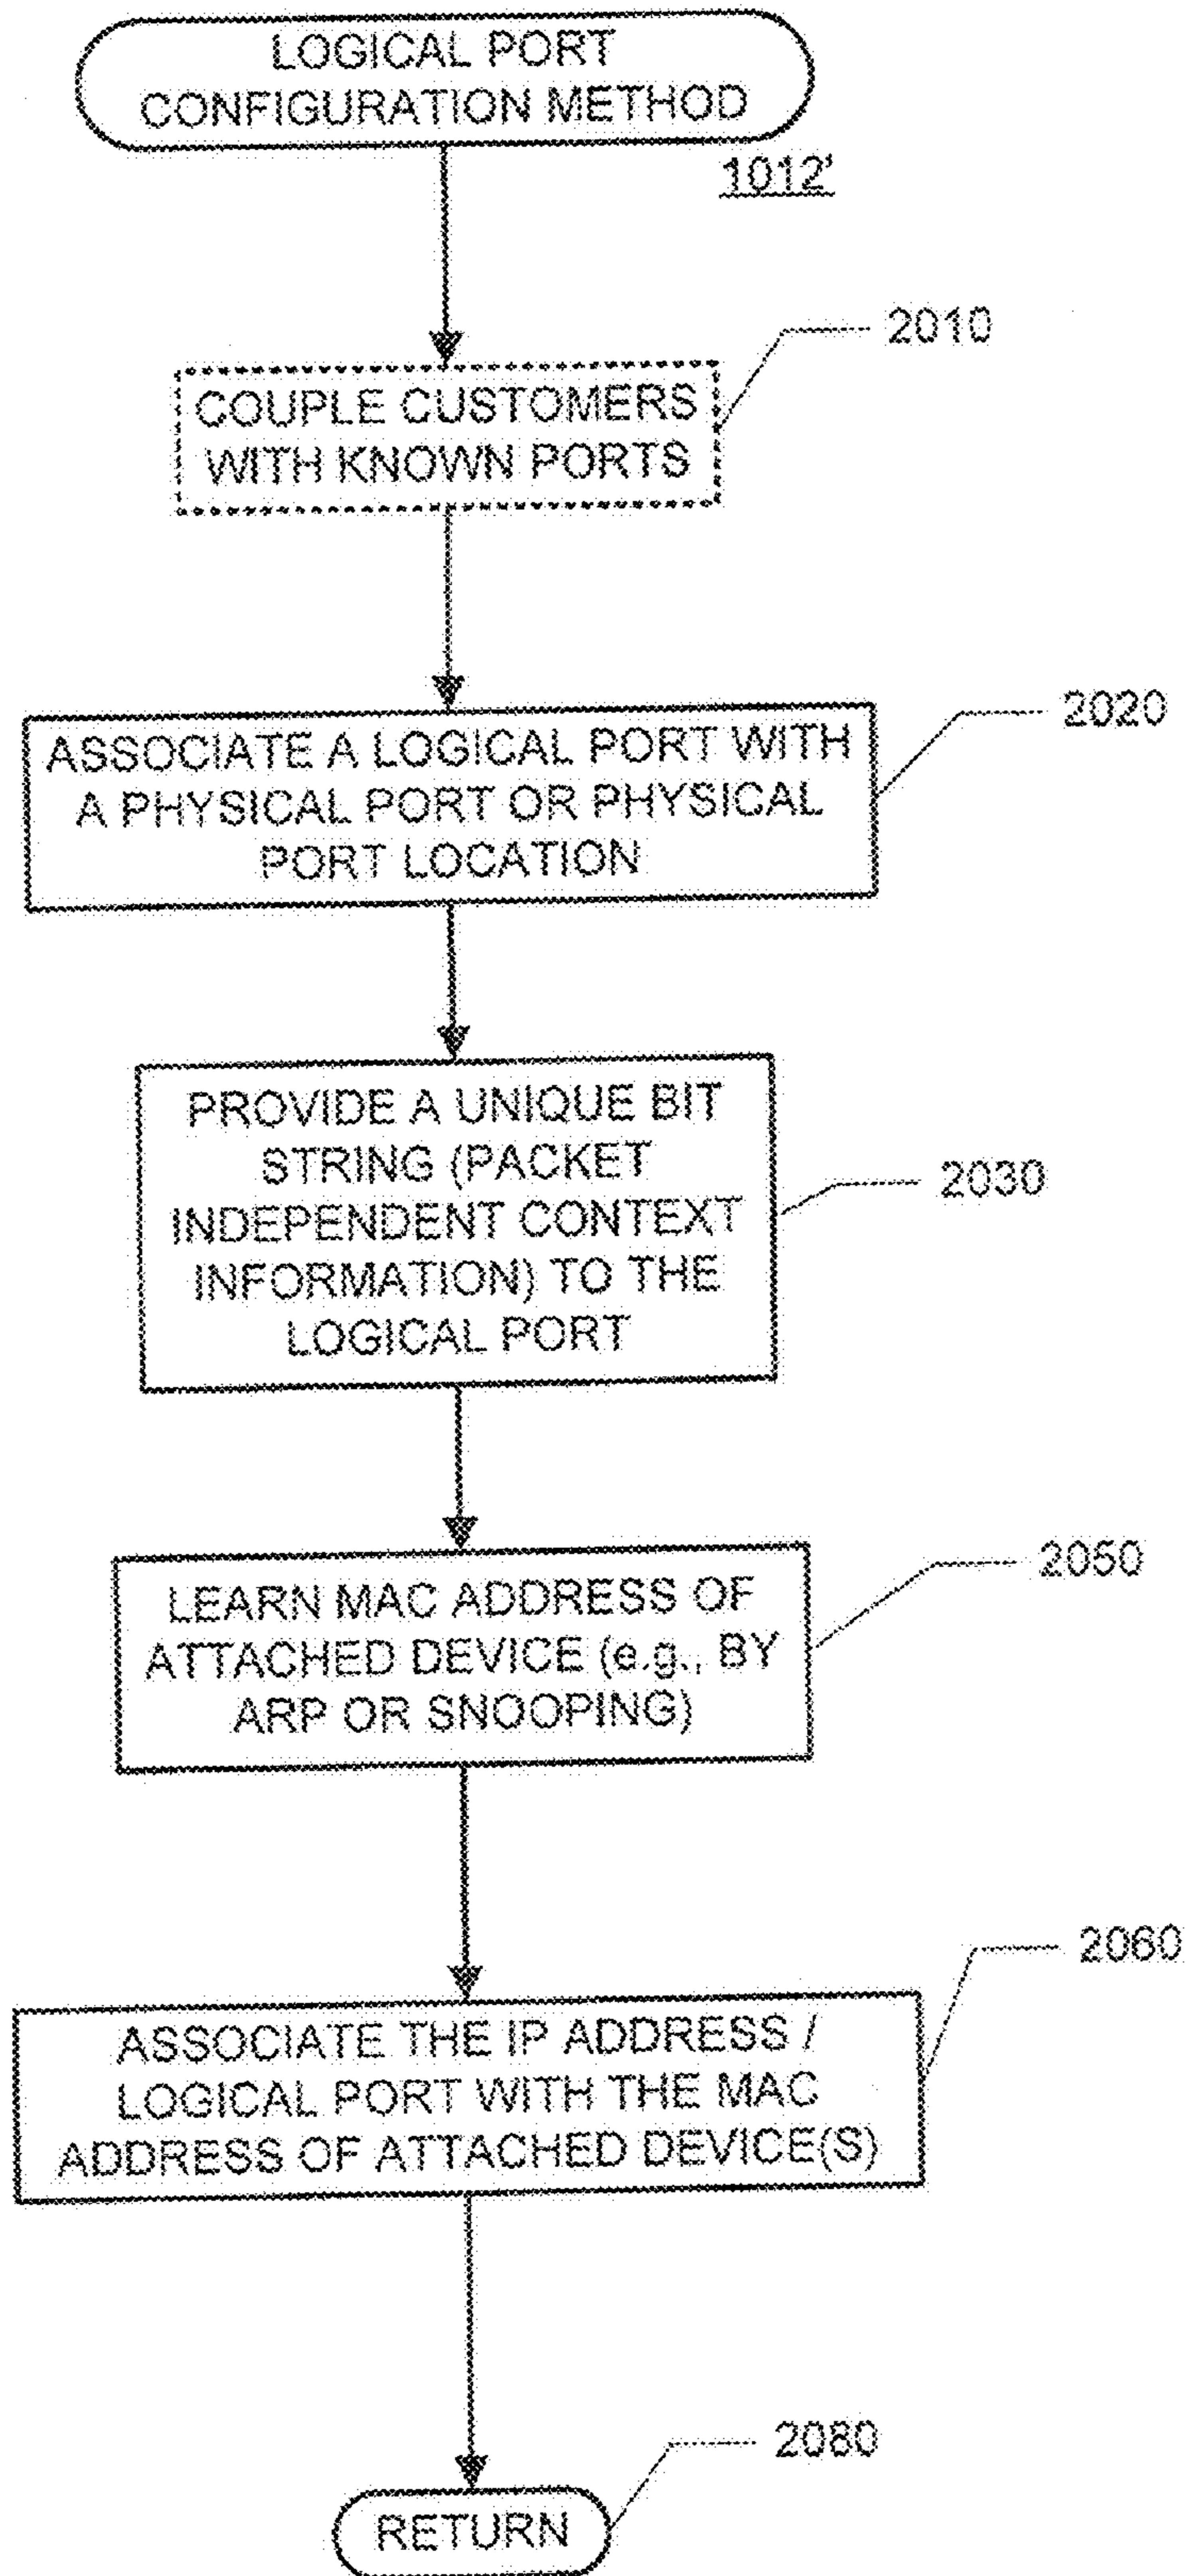 LOGICAL PORT
CONFIGURATION METHOD
1012'
2010
COUPLE CUSTOMERS
WITH KNOWN PORTS
2020
ASSOCIATE A LOGICAL PORT WITH
A PHYSICAL PORT OR PHYSICAL
PORT LOCATION
PROVIDE A UNIQUE BIT
STRING (PACKET
INDEPENDENT CONTEXT
INFORMATION) TO THE
LOGICAL PORT
2030
2050
LEARN MAC ADDRESS OF
ATTACHED DEVICE (e.g., BY
ARP OR SNOOPING)
2060
ASSOCIATE THE IP ADDRESS /
LOGICAL PORT WITH THE MAC
ADDRESS OF ATTACHED DEVICE(S)
2080
RETURN